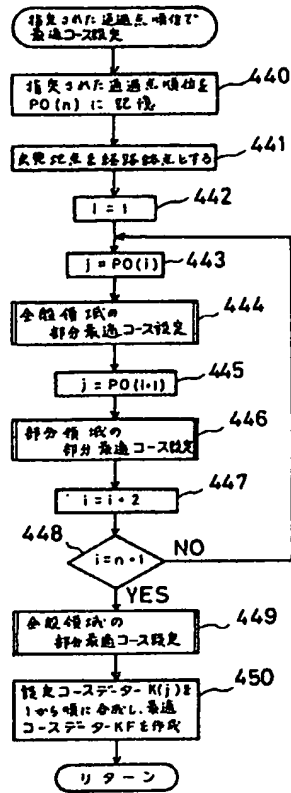 指定された通過点順位で
最適コース設定
指定された通過点順位を
PO(n)に記憶
440
出発地点を経路始点とする
441
442
i=1
443
j=PO(i)
全般領域の
部分最適コース設定
444
445
j=PO(i+1)
部分領域の
部分最適コース設定
446
447
i=i+2
448
i=n+1
NO
YES
全般領域の
部分最適コース設定
449
設定コースデーターK(j)を
1から順に合成し、最適
コースデーターKFを作成
450
リターン